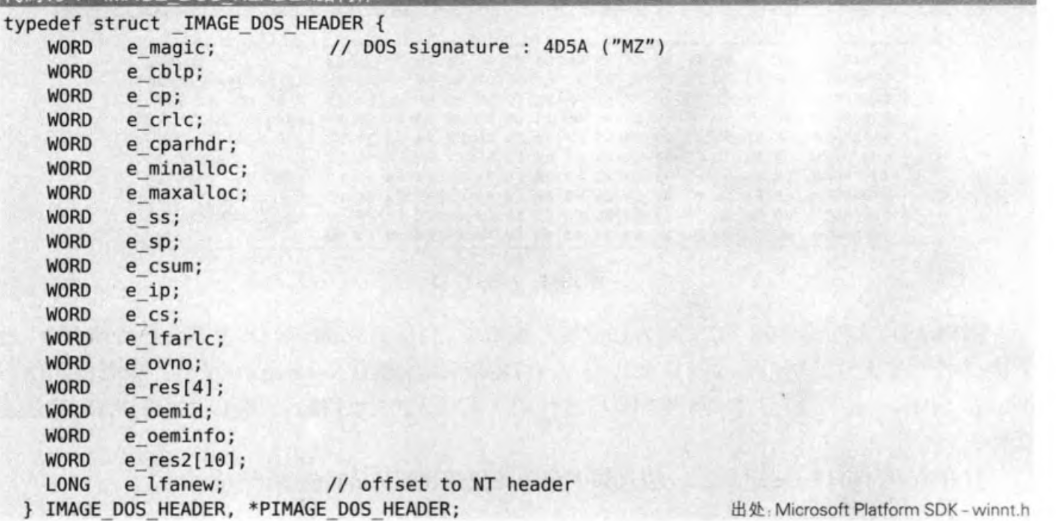 typedef struct _IMAGE_DOS_HEADER {
WORD e_magic; // DOS signature : 4D5A ("MZ")
WORD e_cblp;
WORD e_cp;
WORD e_crlc;
WORD e_cparhdr;
WORD e_minalloc;
WORD e_maxalloc;
WORD e_ss;
WORD e_sp;
WORD e_csum;
WORD e_ip;
WORD e_cs;
WORD e_lfarlc;
WORD e_ovno;
WORD e_res[4];
WORD e_oemid;
WORD e_oeminfo;
WORD e_res2[10];
LONG e_lfanew; // offset to NT header
} IMAGE_DOS_HEADER, *PIMAGE_DOS_HEADER;
出处: Microsoft Platform SDK - winnt.h